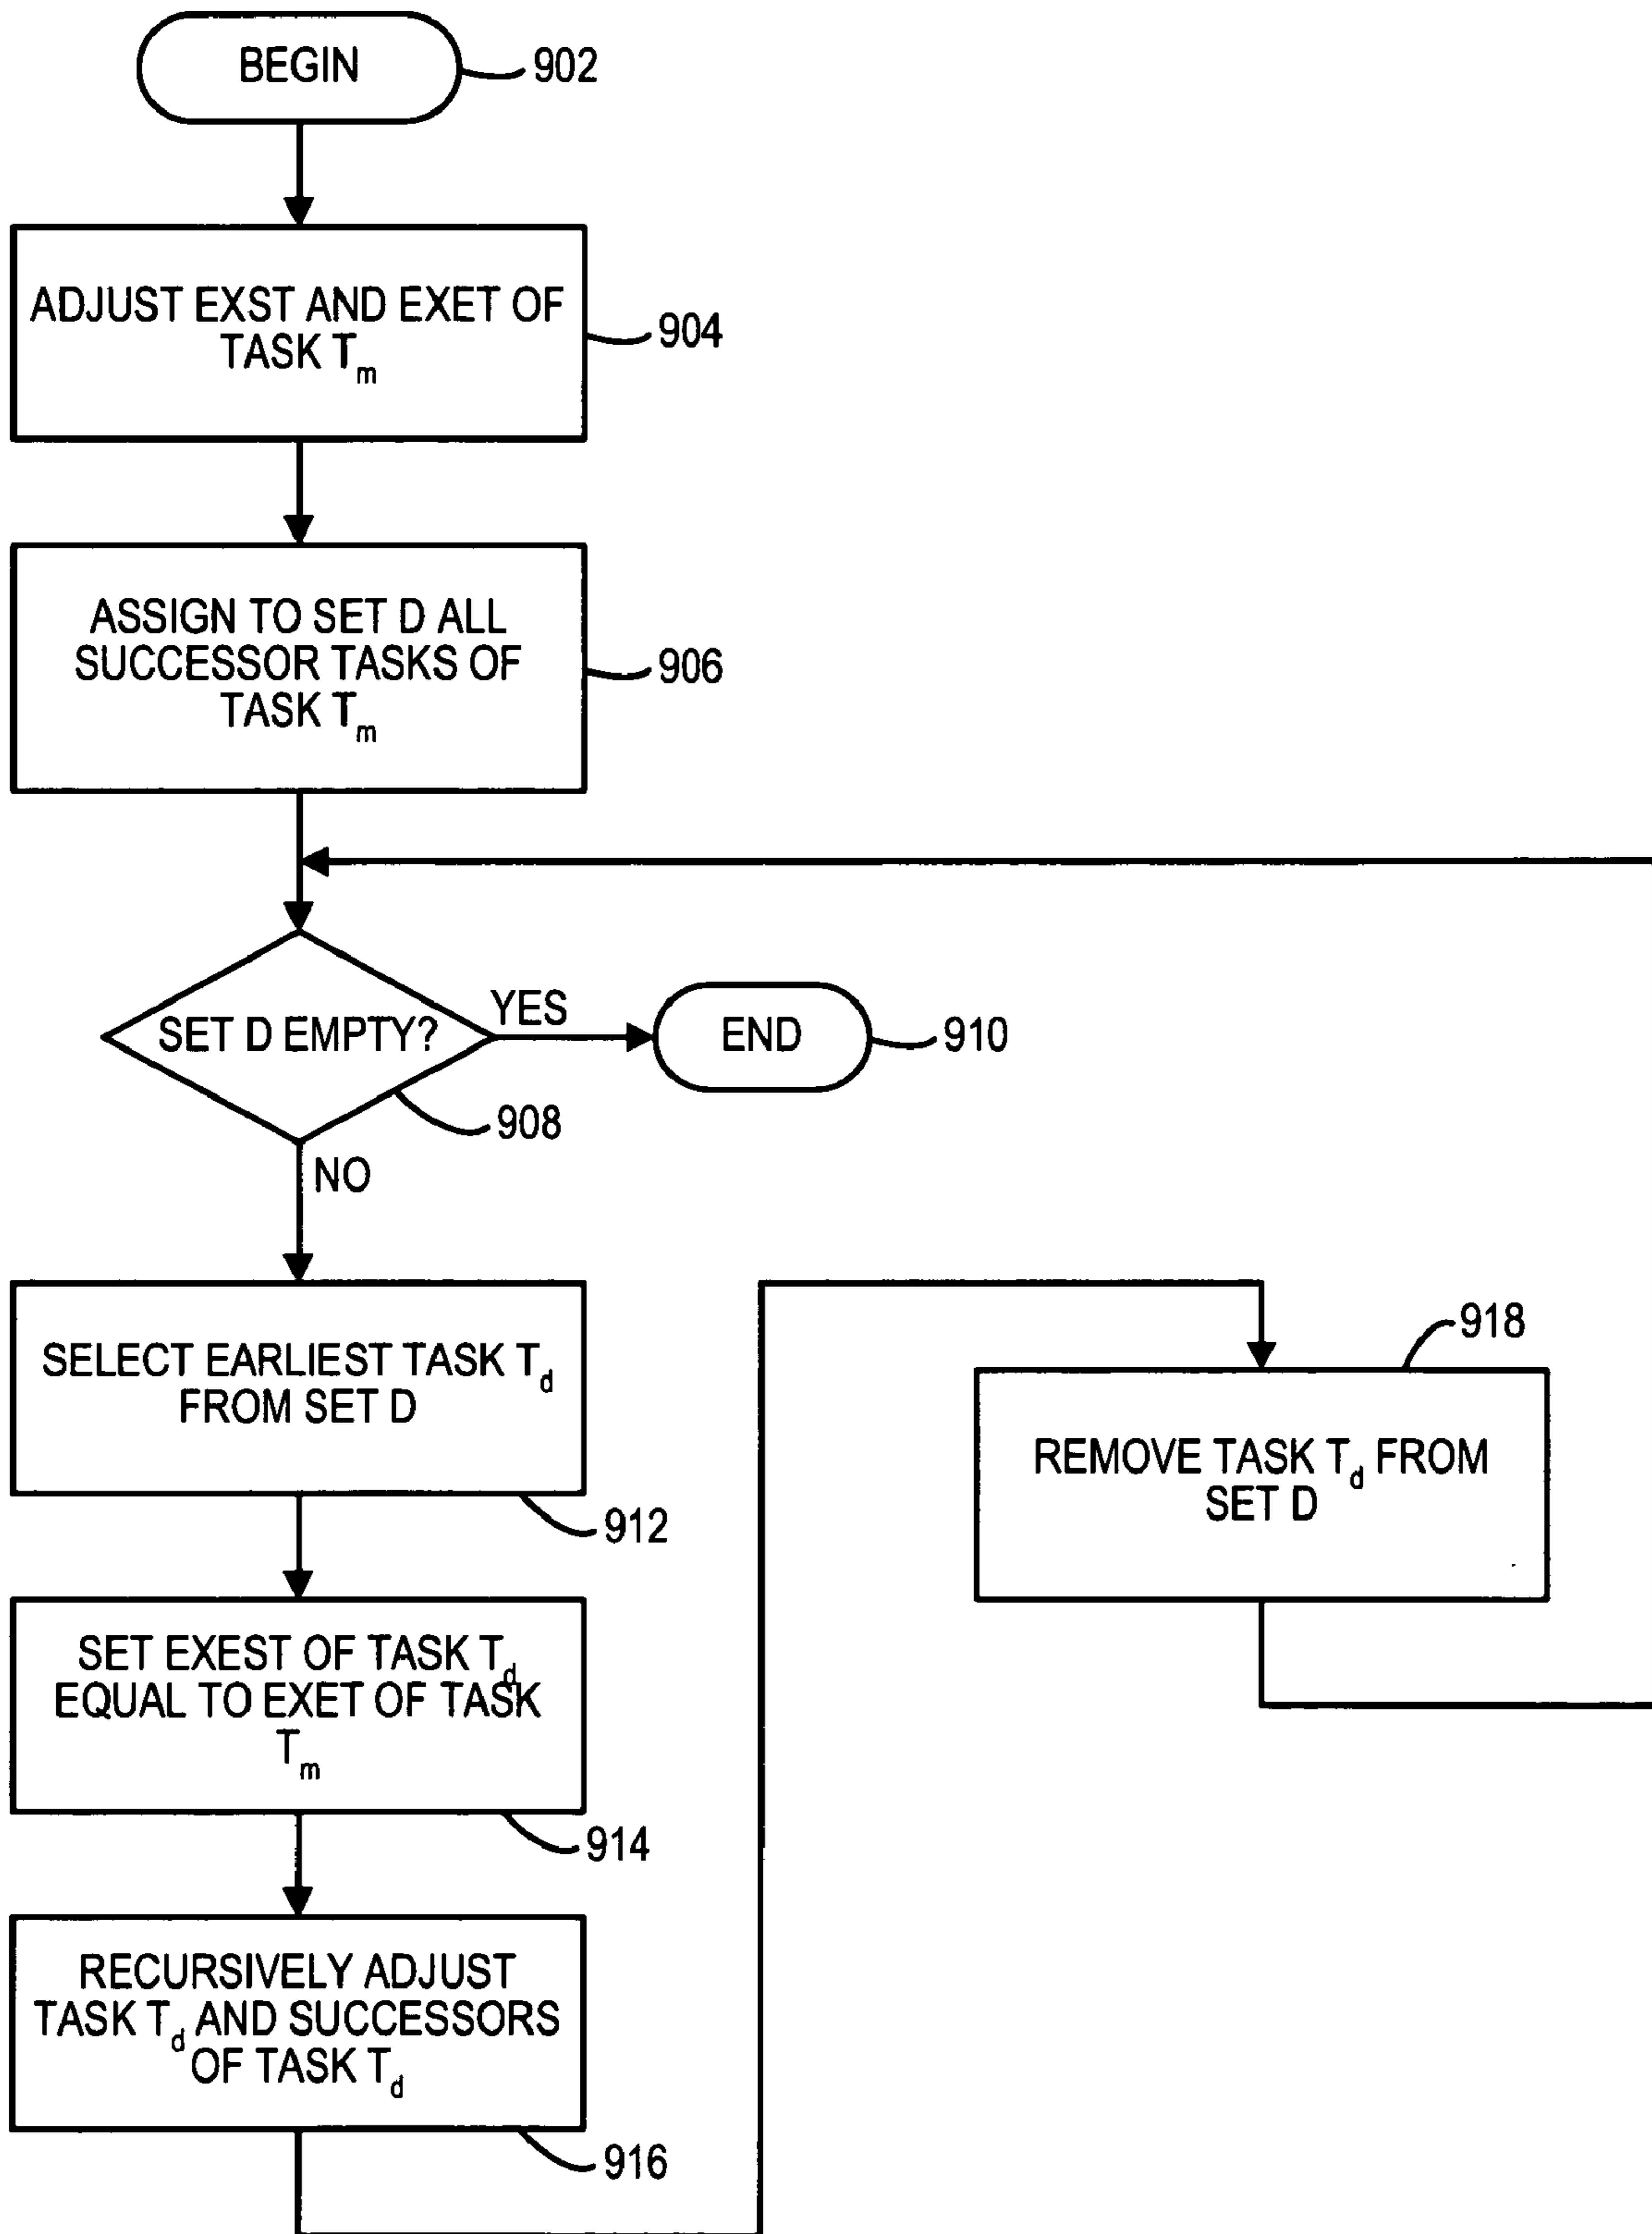 BEGIN
902
ADJUST EXST AND EXET OF
TASK Tm
904
ASSIGN TO SET D ALL
SUCCESSOR TASKS OF
TASK Tm
906
SET D EMPTY?
YES
END
910
908
NO
SELECT EARLIEST TASK Td
FROM SET D
912
SET EXEST OF TASK Td
EQUAL TO EXET OF TASK
Tm
914
RECURSIVELY ADJUST
TASK Td AND SUCCESSORS
OF TASK Td
916
918
REMOVE TASK Td FROM
SET D